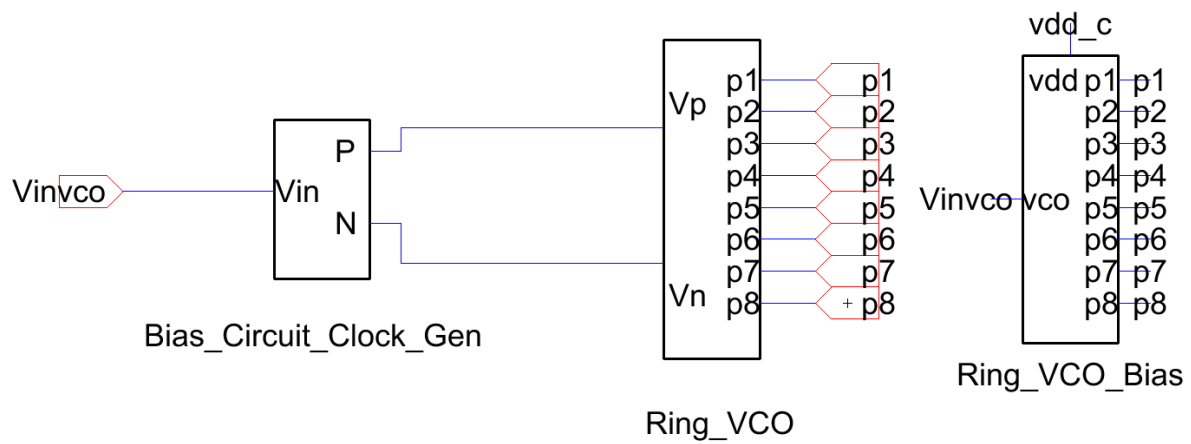 Vinvco
Vin
P
N
Bias_Circuit_Clock_Gen
Vp
Vn
p1
p2
p3
p4
p5
p6
p7
p8
p1
p2
p3
p4
p5
p6
p7
p8
Ring_VCO
vdd_c
vdd
Vinvco
vco
p1
p2
p3
p4
p5
p6
p7
p8
p1
p2
p3
p4
p5
p6
p7
p8
Ring_VCO_Bias